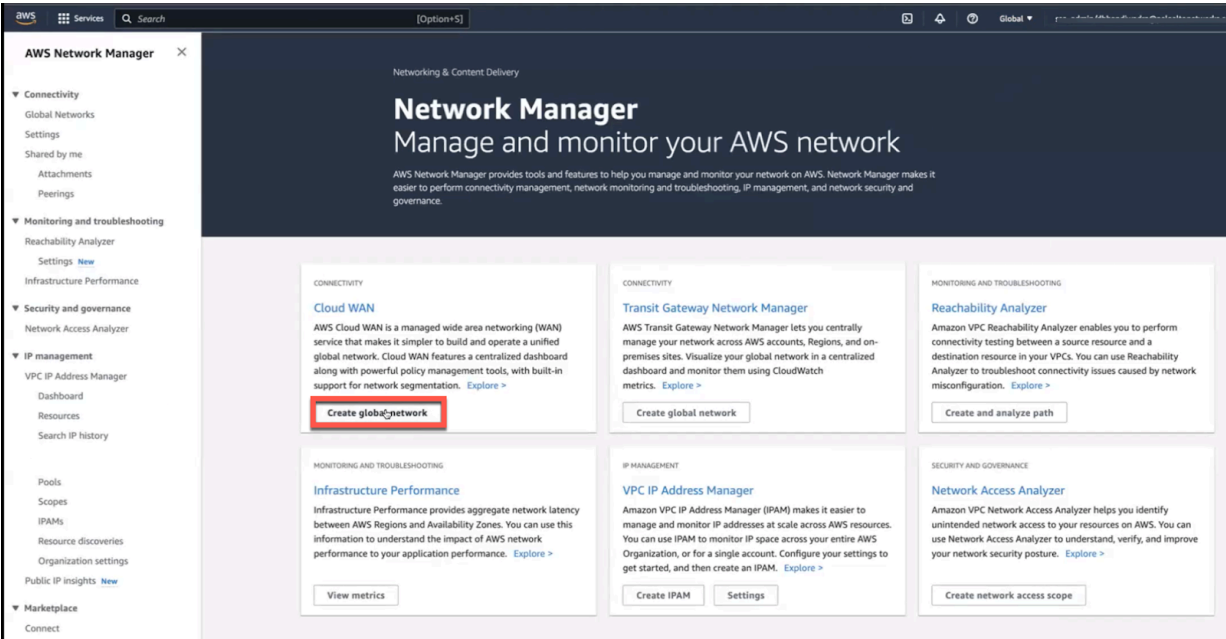 aws
Services
Search
[Option+S]
Global ▼
AWS Network Manager
▼ Connectivity
Global Networks
Settings
Shared by me
Attachments
Peerings
▼ Monitoring and troubleshooting
Reachability Analyzer
Settings New
Infrastructure Performance
▼ Security and governance
Network Access Analyzer
▼ IP management
VPC IP Address Manager
Dashboard
Resources
Search IP history
Pools
Scopes
IPAMs
Resource discoveries
Organization settings
Public IP insights New
▼ Marketplace
Connect
Networking & Content Delivery
Network Manager
Manage and monitor your AWS network
AWS Network Manager provides tools and features to help you manage and monitor your network on AWS. Network Manager makes it
easier to perform connectivity management, network monitoring and troubleshooting, IP management, and network security and
governance.
CONNECTIVITY
Cloud WAN
AWS Cloud WAN is a managed wide area networking (WAN)
service that makes it simpler to build and operate a unified
global network. Cloud WAN features a centralized dashboard
along with powerful policy management tools, with built-in
support for network segmentation. Explore >
Create global network
CONNECTIVITY
Transit Gateway Network Manager
AWS Transit Gateway Network Manager lets you centrally
manage your network across AWS accounts, Regions, and on-
premises sites. Visualize your global network in a centralized
dashboard and monitor them using CloudWatch
metrics. Explore >
Create global network
MONITORING AND TROUBLESHOOTING
Reachability Analyzer
Amazon VPC Reachability Analyzer enables you to perform
connectivity testing between a source resource and a
destination resource in your VPCs. You can use Reachability
Analyzer to troubleshoot connectivity issues caused by network
misconfiguration. Explore >
Create and analyze path
MONITORING AND TROUBLESHOOTING
Infrastructure Performance
Infrastructure Performance provides aggregate network latency
between AWS Regions and Availability Zones. You can use this
information to understand the impact of AWS network
performance to your application performance. Explore >
View metrics
IP MANAGEMENT
VPC IP Address Manager
Amazon VPC IP Address Manager (IPAM) makes it easier to
manage and monitor IP addresses at scale across AWS resources.
You can use IPAM to monitor IP space across your entire AWS
Organization, or for a single account. Configure your settings to
get started, and then create an IPAM. Explore >
Create IPAM
Settings
SECURITY AND GOVERNANCE
Network Access Analyzer
Amazon VPC Network Access Analyzer helps you identify
unintended network access to your resources on AWS. You can
use Network Access Analyzer to understand, verify, and improve
your network security posture. Explore >
Create network access scope